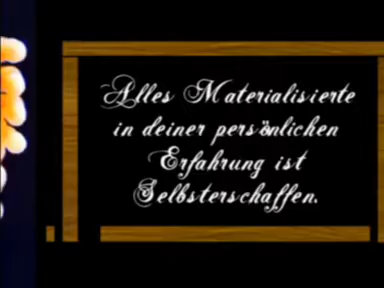 Alles Materialisierte
in deiner persönlichen
Erfahrung ist
Selbsterschaffen.